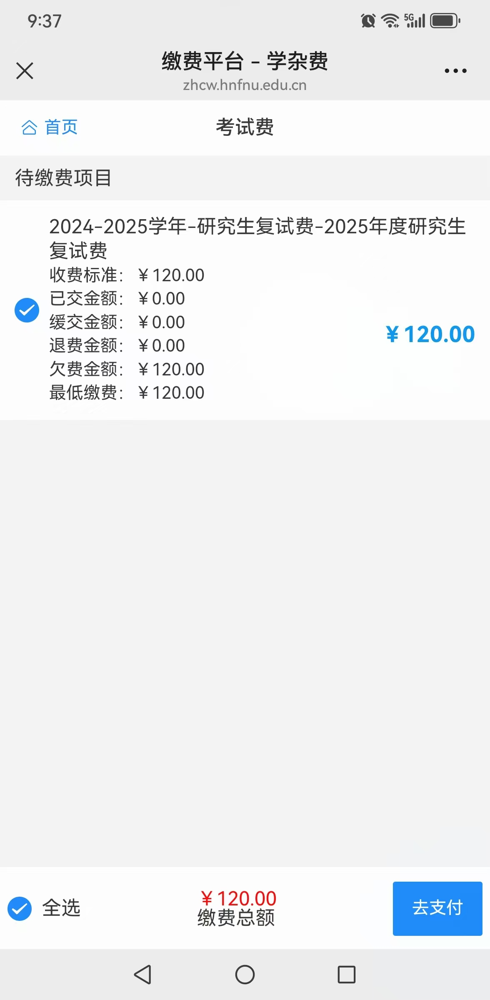 9:37
5G
缴费平台 - 学杂费
zhcw.hnfnu.edu.cn
首页
考试费
待缴费项目
2024-2025学年-研究生复试费-2025年度研究生
复试费
收费标准： ¥120.00
已交金额： ¥0.00
缓交金额： ¥0.00
退费金额： ¥0.00
欠费金额： ¥120.00
最低缴费： ¥120.00
¥120.00
全选
¥120.00
缴费总额
去支付